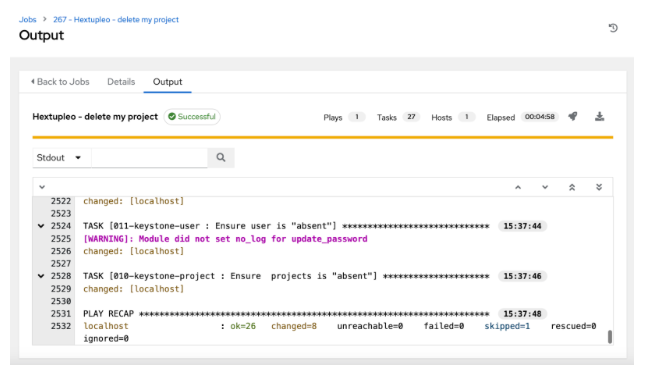 Jobs > 267 - Hextupleo - delete my project
Output
Back to Jobs Details Output
Hextupleo - delete my project Successful Plays 1 Tasks 27 Hosts 1 Elapsed 00:04:58
Stdout
2522 changed: [localhost]
2523
2524 TASK [011-keystone-user : Ensure user is "absent"] ***************************** 15:37:44
2525 [WARNING]: Module did not set no_log for update_password
2526 changed: [localhost]
2527
2528 TASK [010-keystone-project : Ensure  projects is "absent"] ********************* 15:37:46
2529 changed: [localhost]
2530
2531 PLAY RECAP ********************************************************************* 15:37:48
2532 localhost : ok=26 changed=8 unreachable=0 failed=0 skipped=1 rescued=0
ignored=0